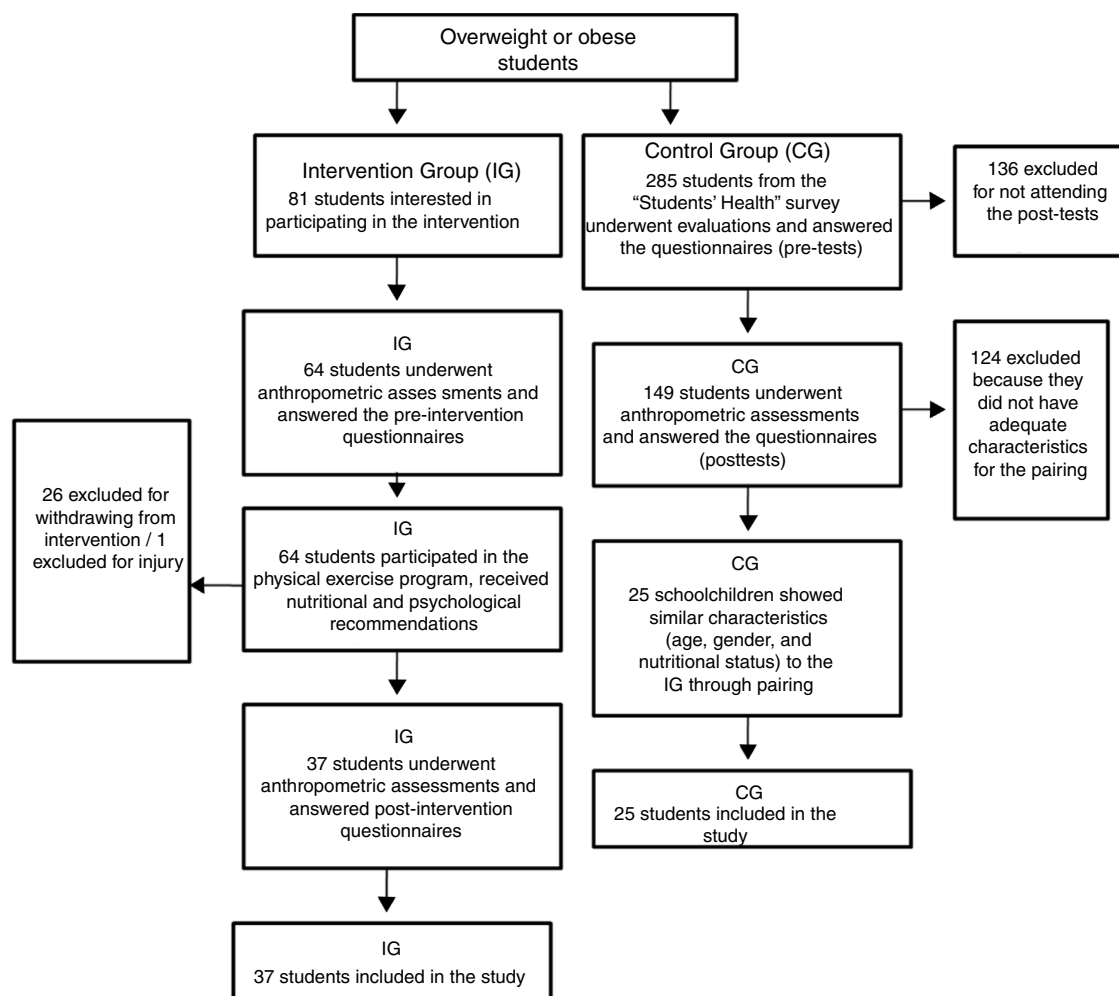 Overweight or obese
students
Intervention Group (IG)
81 students interested in
participating in the intervention
Control Group (CG)
285 students from the
“Students’ Health” survey
underwent evaluations and answered
the questionnaires (pre-tests)
136 excluded
for not attending
the post-tests
IG
64 students underwent
anthropometric asses sments and
answered the pre-intervention
questionnaires
CG
149 students underwent
anthropometric assessments
and answered the questionnaires
(posttests)
124 excluded
because they
did not have
adequate
characteristics
for the pairing
26 excluded for
withdrawing from
intervention / 1
excluded for injury
IG
64 students participated in the
physical exercise program, received
nutritional and psychological
recommendations
CG
25 schoolchildren showed
similar characteristics
(age, gender, and
nutritional status) to the
IG through pairing
IG
37 students underwent
anthropometric assessments and
answered post-intervention
questionnaires
CG
25 students included in the
study
IG
37 students included in the study